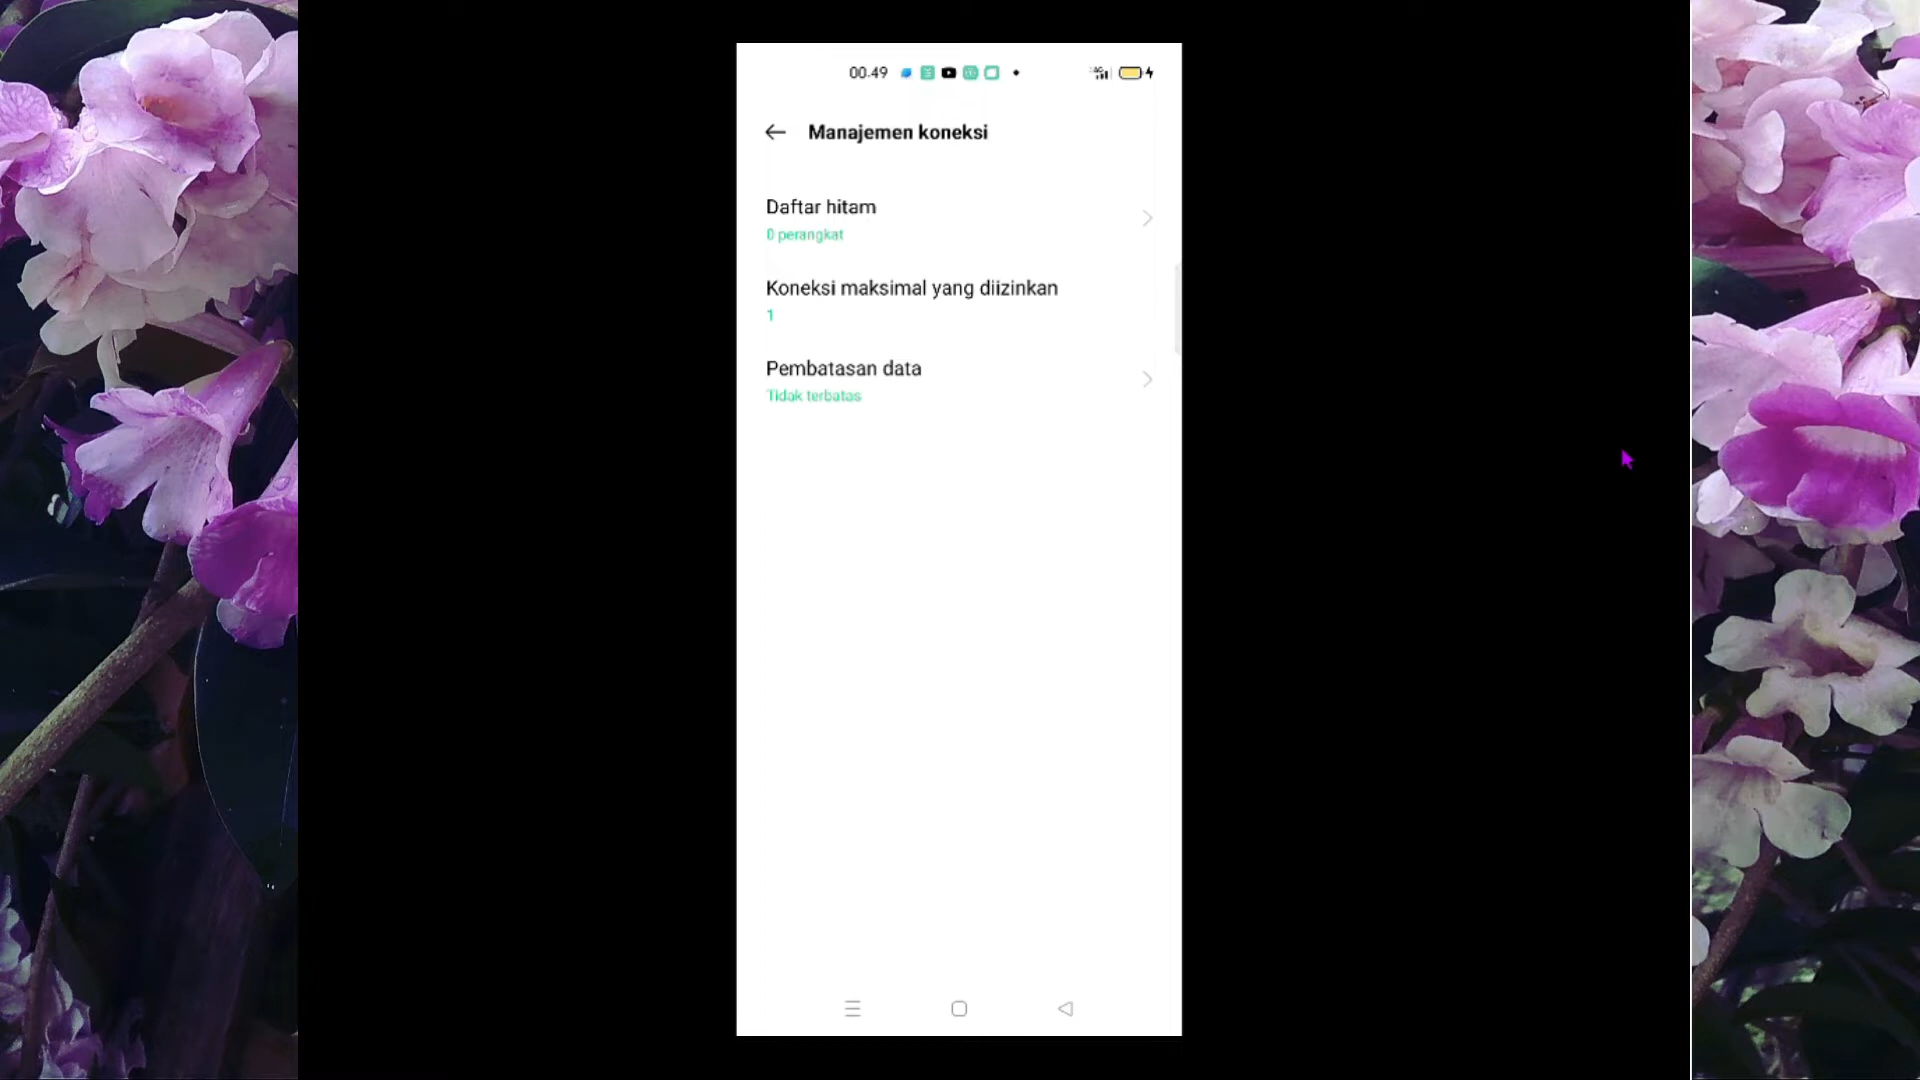 00.49
Manajemen koneksi
Daftar hitam
0 perangkat
Koneksi maksimal yang diizinkan
1
Pembatasan data
Tidak terbatas